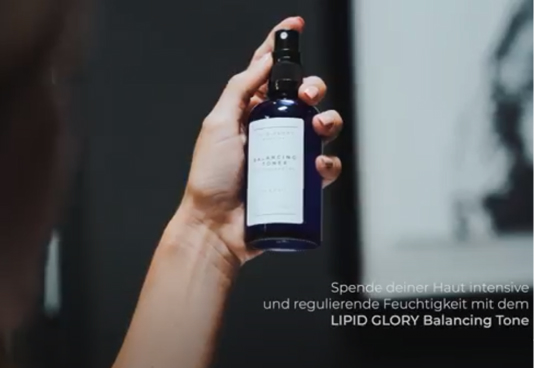 BALANCING
TONER
Spende deiner Haut intensive
und regulierende Feuchtigkeit mit dem
LIPID GLORY Balancing Tone